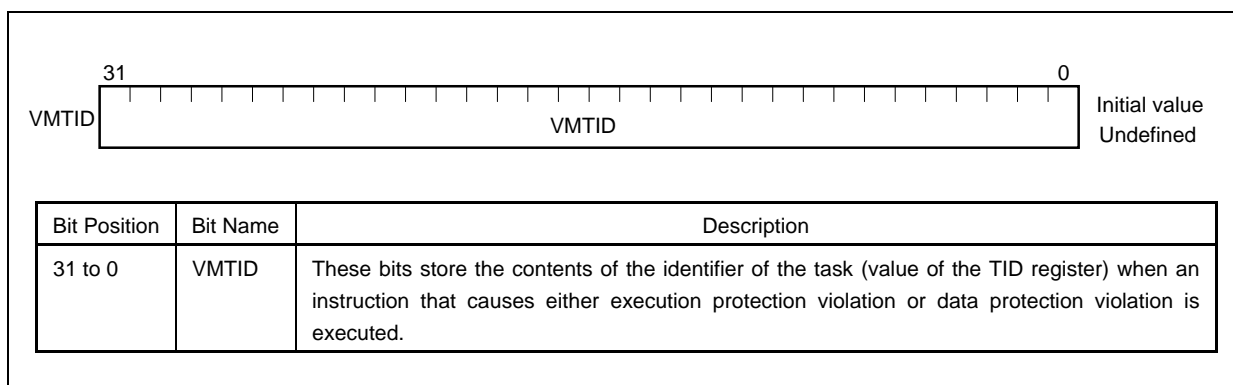 31 0
VMTID VMTID Initial value
Undefined
Bit Position Bit Name Description
31 to 0 VMTID These bits store the contents of the identifier of the task (value of the TID register) when an
instruction that causes either execution protection violation or data protection violation is
executed.